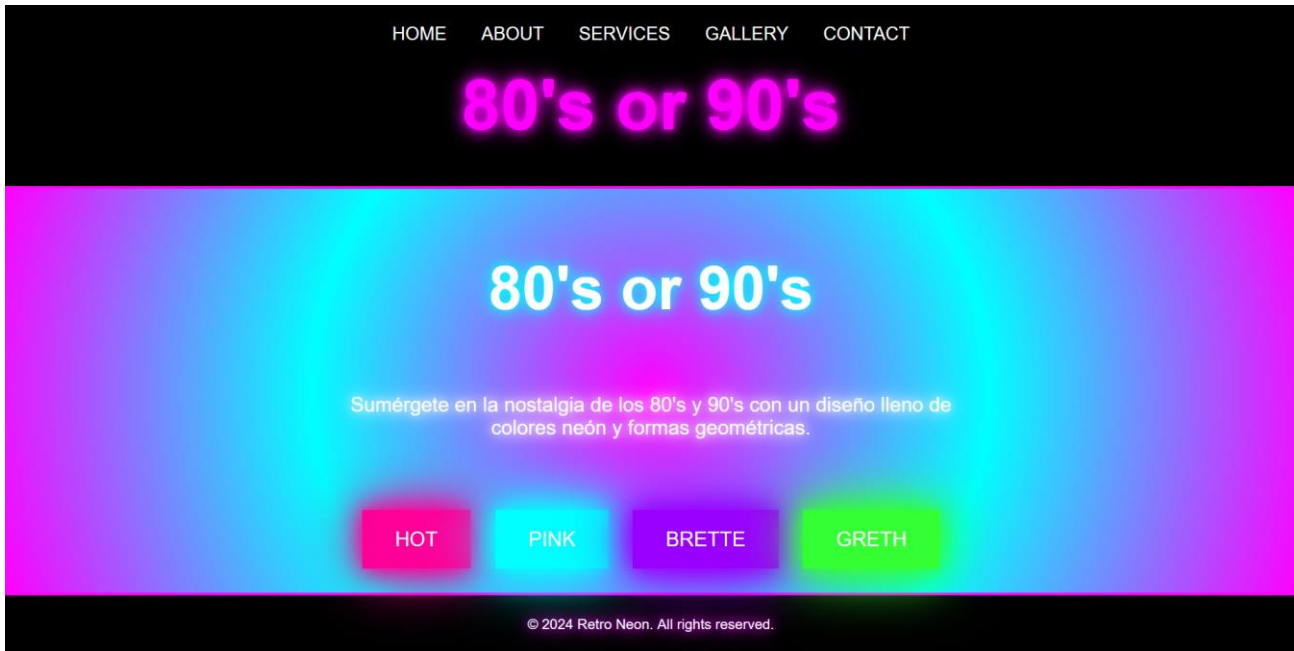 HOME ABOUT SERVICES GALLERY CONTACT
80's or 90's
80's or 90's
Sumérgete en la nostalgia de los 80's y 90's con un diseño lleno de
colores neón y formas geométricas.
HOT PINK BRETTE GRETH
© 2024 Retro Neon. All rights reserved.